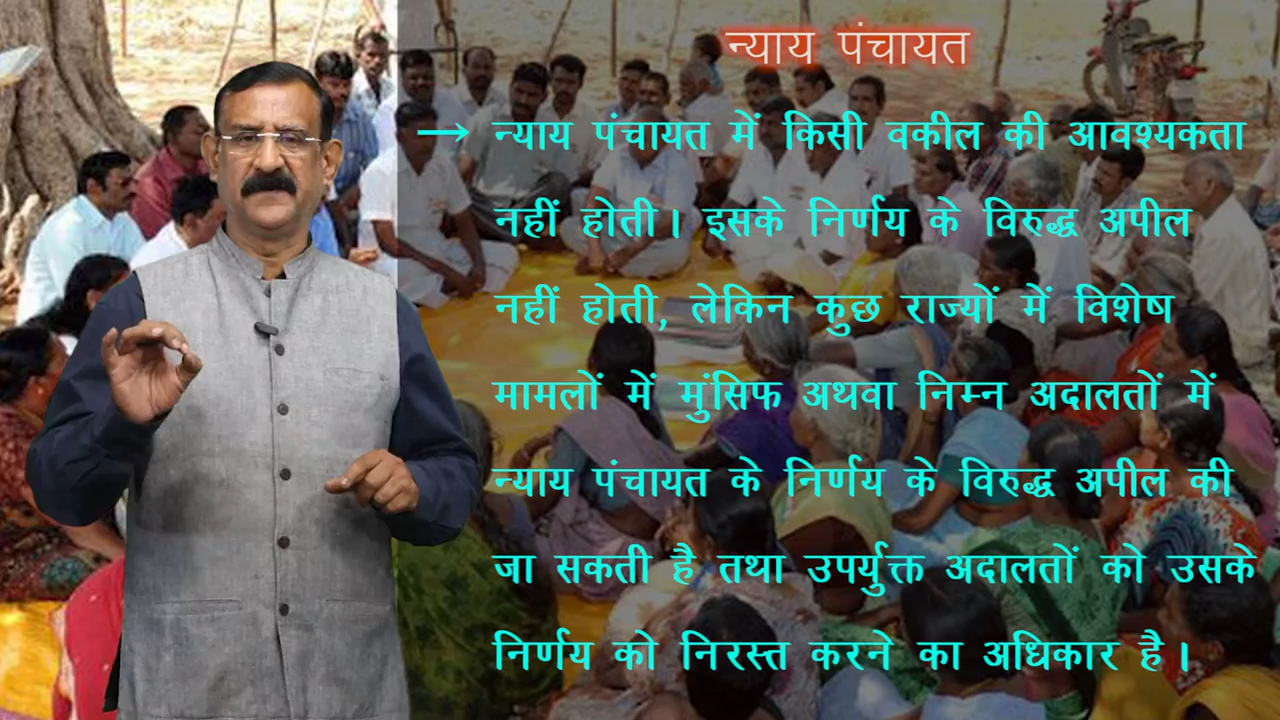 न्याय पंचायत
→ न्याय पंचायत में किसी वकील की आवश्यकता
नहीं होती। इसके निर्णय के विरुद्ध अपील
नहीं होती, लेकिन कुछ राज्यों में विशेष
मामलों में मुंसिफ अथवा निम्न अदालतों में
न्याय पंचायत के निर्णय के विरुद्ध अपील की
जा सकती है तथा उपर्युक्त अदालतों को उसके
निर्णय को निरस्त करने का अधिकार है।